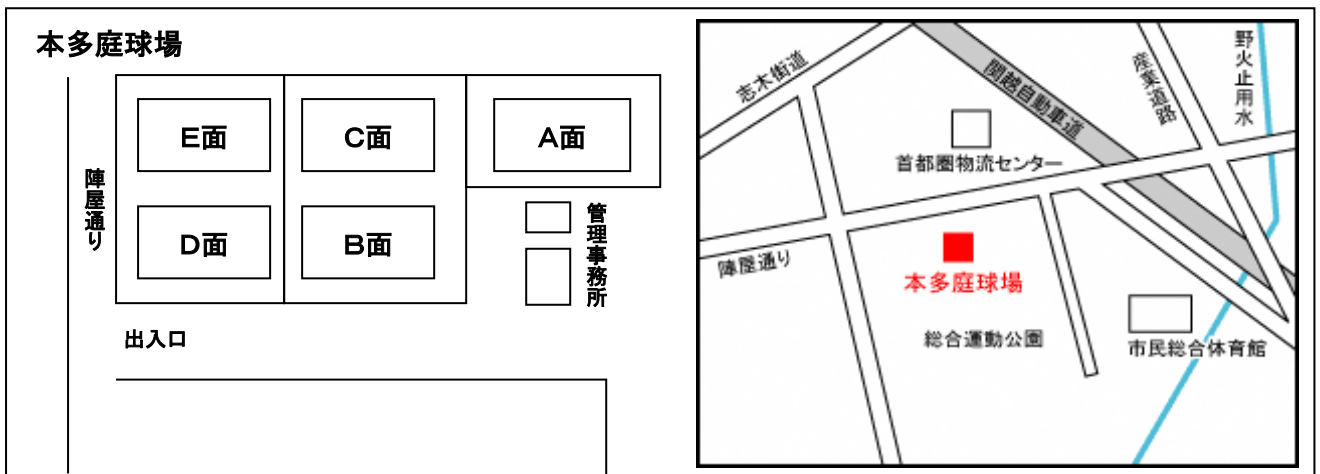 本多庭球場
E面
C面
A面
陣屋通り
D面
B面
管理事務所
出入口
志木街道
関越自動車道
産業道路
野火止用水
首都圏物流センター
陣屋通り
本多庭球場
総合運動公園
市民総合体育館